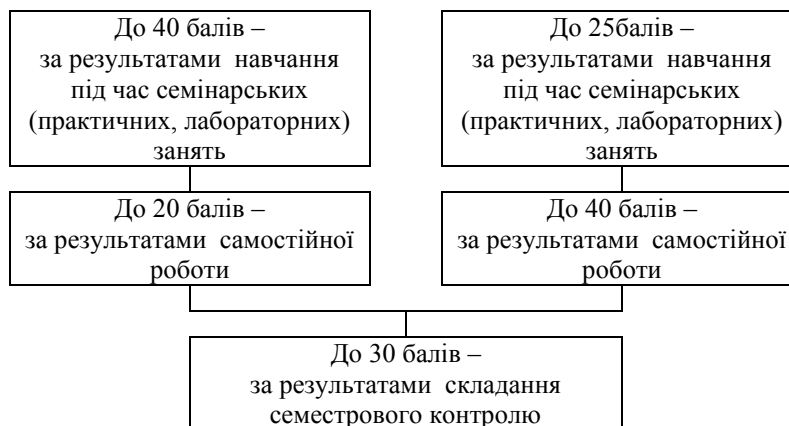 До 40 балів –
за результатами навчання
під час семінарських
(практичних, лабораторних)
занять
До 25балів –
за результатами навчання
під час семінарських
(практичних, лабораторних)
занять
До 20 балів –
за результатами самостійної
роботи
До 40 балів –
за результатами самостійної
роботи
До 30 балів –
за результатами складання
семестрового контролю